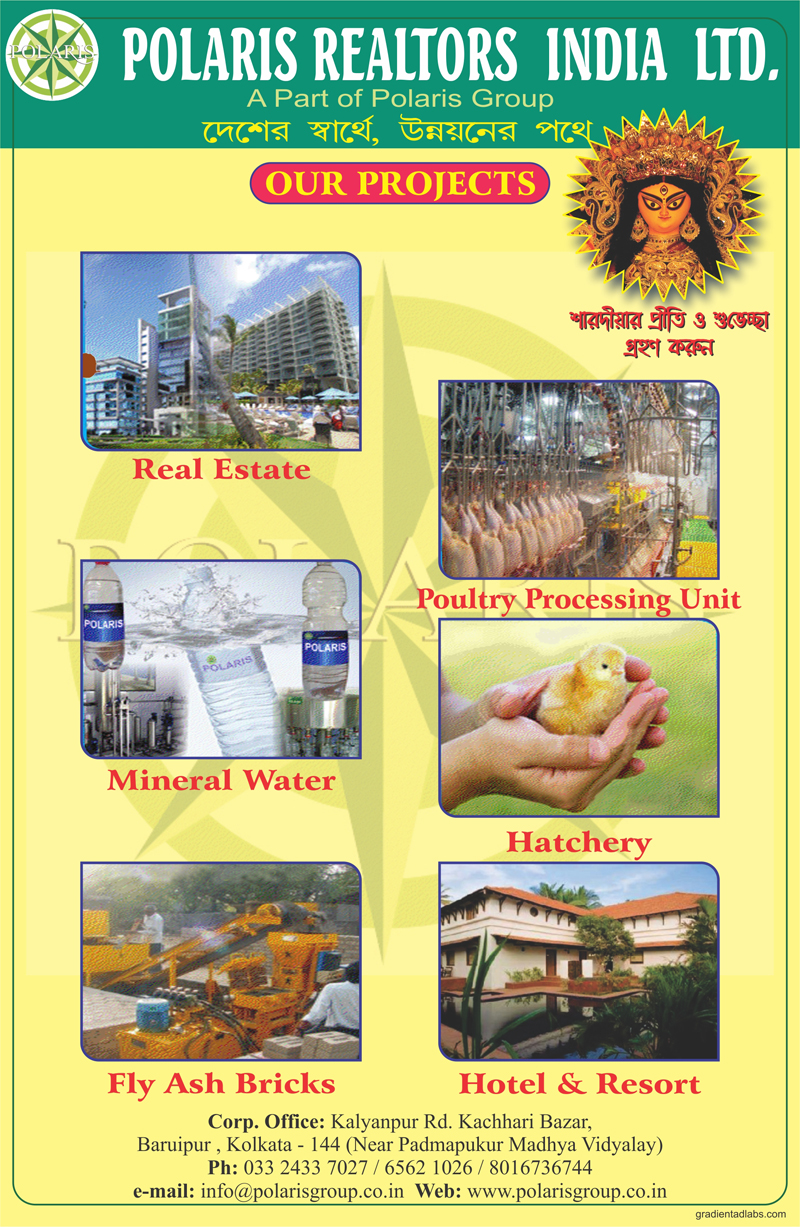 POLARIS
POLARIS REALTORS INDIA LTD.
A Part of Polaris Group
দেশের স্বার্থে, উন্নয়নের পথে
OUR PROJECTS
শারদীয়ার প্রীতি ও শুভেচ্ছা
গ্রহণ করুন
Real Estate
Poultry Processing Unit
POLARIS
POLARIS
POLARIS
POLARIS
Mineral Water
Hatchery
Fly Ash Bricks
Hotel & Resort
Corp. Office: Kalyanpur Rd. Kachhari Bazar,
Baruipur , Kolkata - 144 (Near Padmapukur Madhya Vidyalay)
Ph: 033 2433 7027 / 6562 1026 / 8016736744
e-mail: info@polarisgroup.co.in Web: www.polarisgroup.co.in
gradientadlabs.com